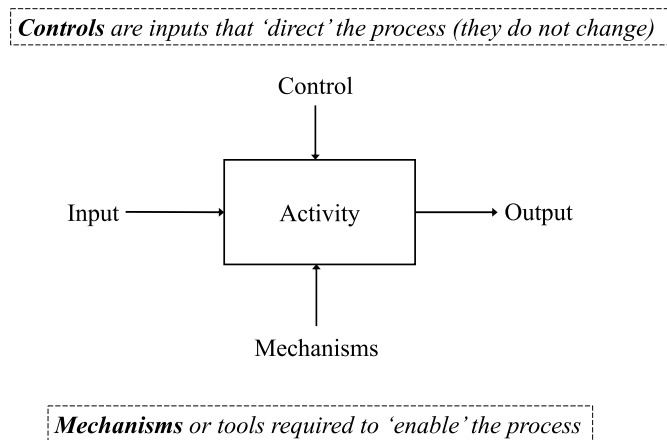 Controls are inputs that ‘direct’ the process (they do not change)
Control
Input
Activity
Output
Mechanisms
Mechanisms or tools required to ‘enable’ the process